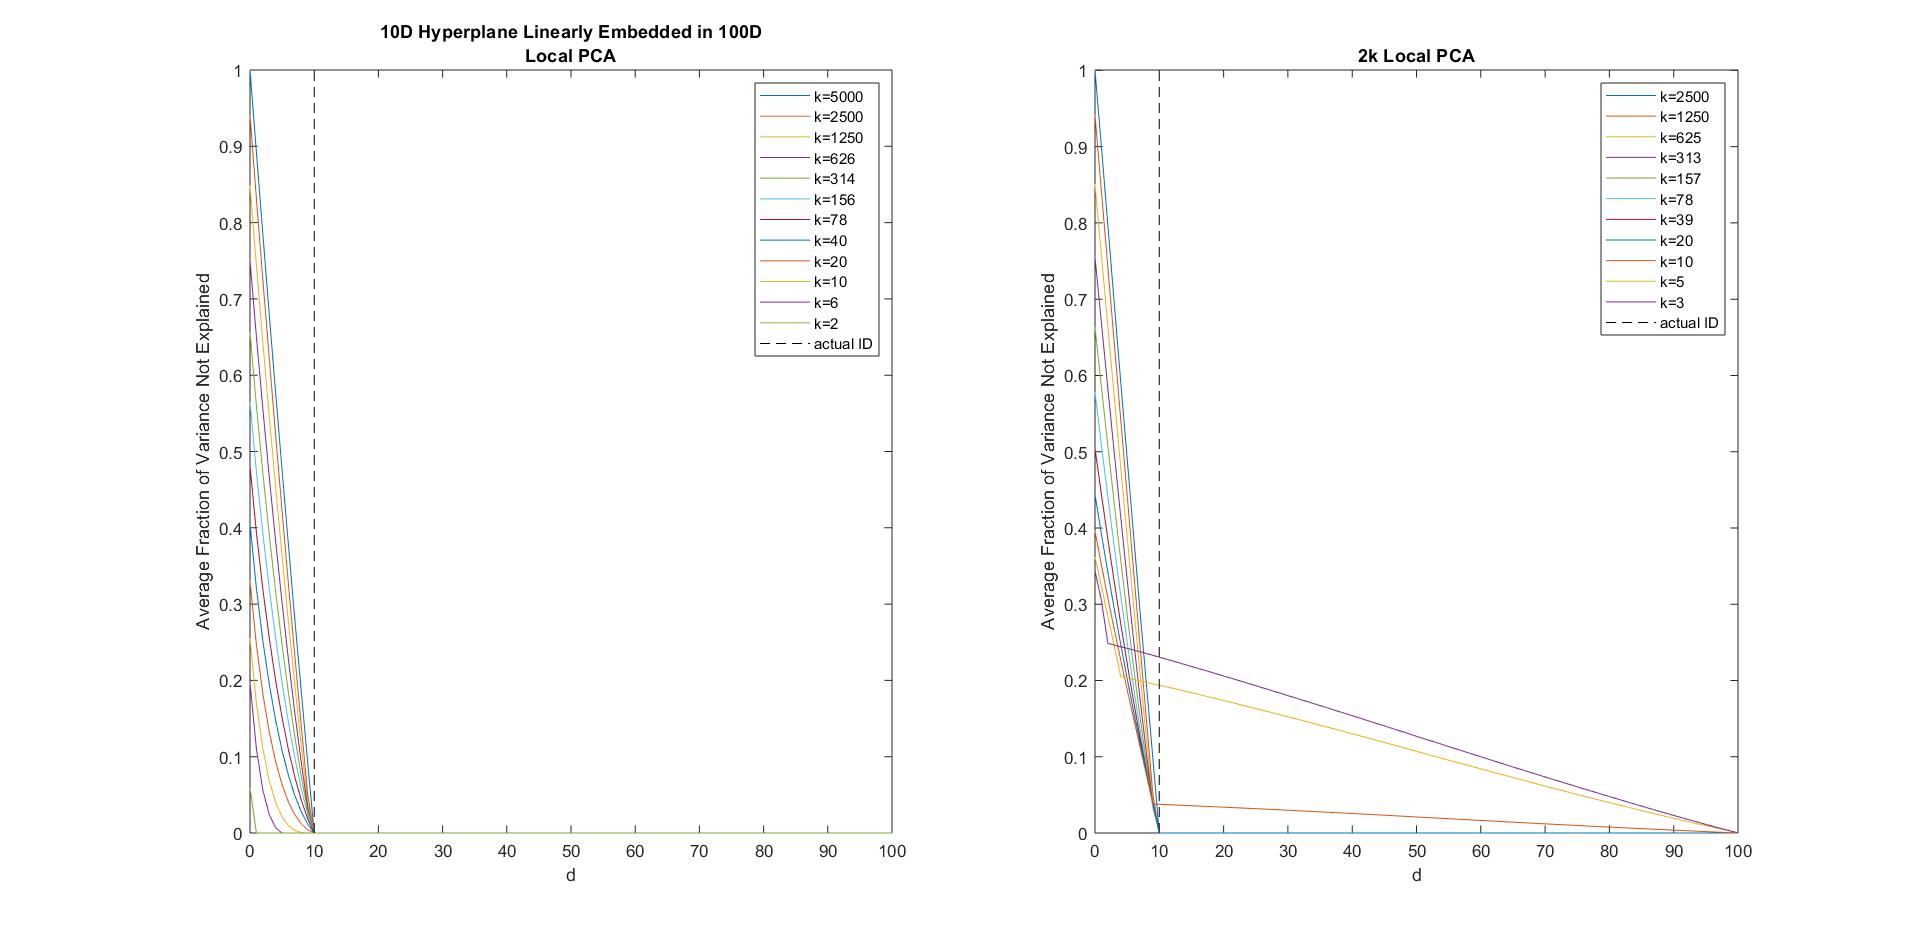 10D Hyperplane Linearly Embedded in 100D
Local PCA
1
0.9
0.8
0.7
0.6
0.5
0.4
0.3
0.2
0.1
0
Average Fraction of Variance Not Explained
k=5000
k=2500
k=1250
k=626
k=314
k=156
k=78
k=40
k=20
k=10
k=6
k=2
actual ID
0 10 20 30 40 50 60 70 80 90 100
d
2k Local PCA
1
0.9
0.8
0.7
0.6
0.5
0.4
0.3
0.2
0.1
0
Average Fraction of Variance Not Explained
k=2500
k=1250
k=625
k=313
k=157
k=78
k=39
k=20
k=10
k=5
k=3
actual ID
0 10 20 30 40 50 60 70 80 90 100
d